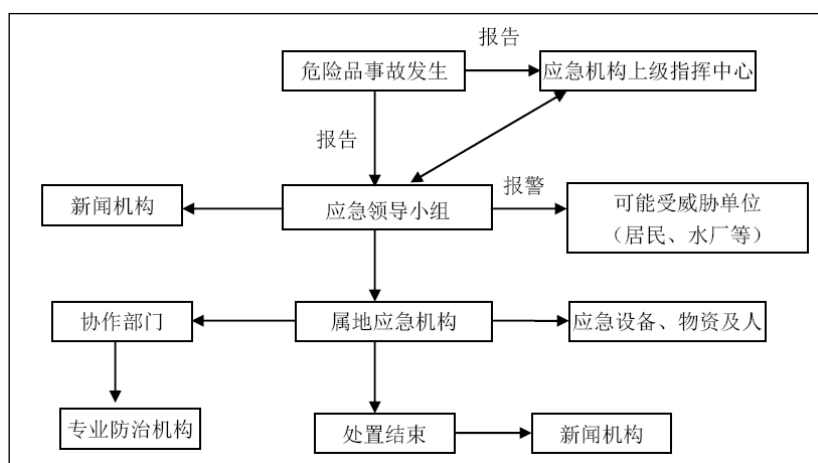 报告
危险品事故发生
应急机构上级指挥中心
报告
报警
新闻机构
应急领导小组
可能受威胁单位
（居民、水厂等）
协作部门
属地应急机构
应急设备、物资及人
专业防治机构
处置结束
新闻机构